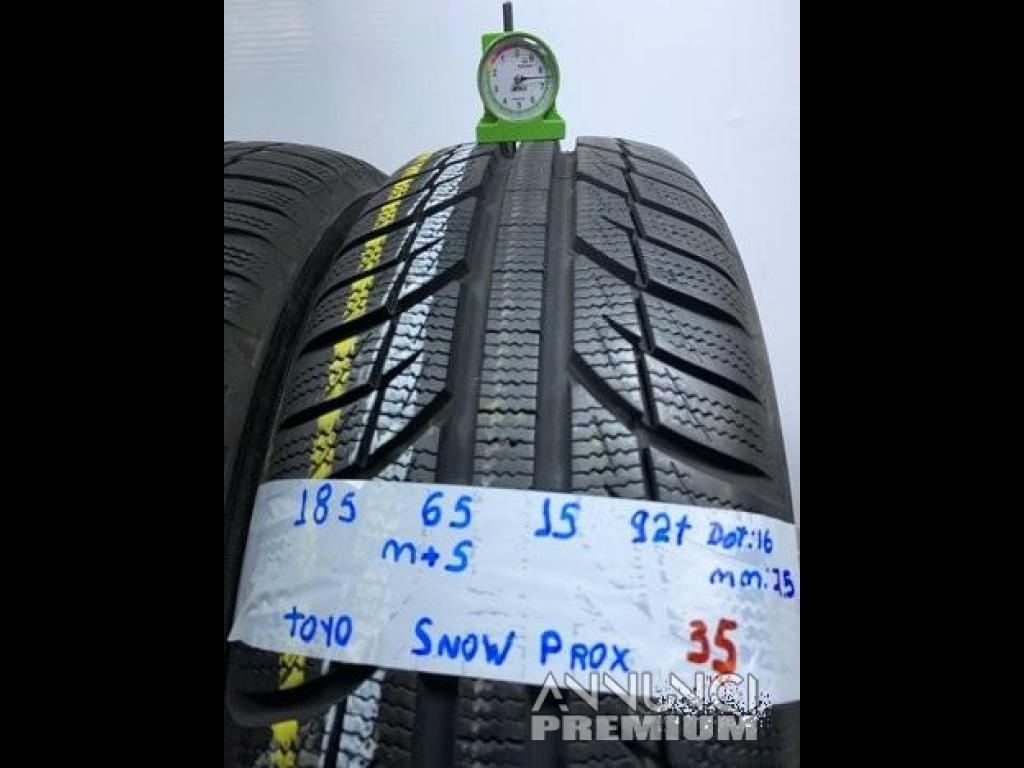 185 65 15 92t Dot:16
m+S mm:7,5
toyo Snow Prox 35
ANNUNCI
PREMIUM